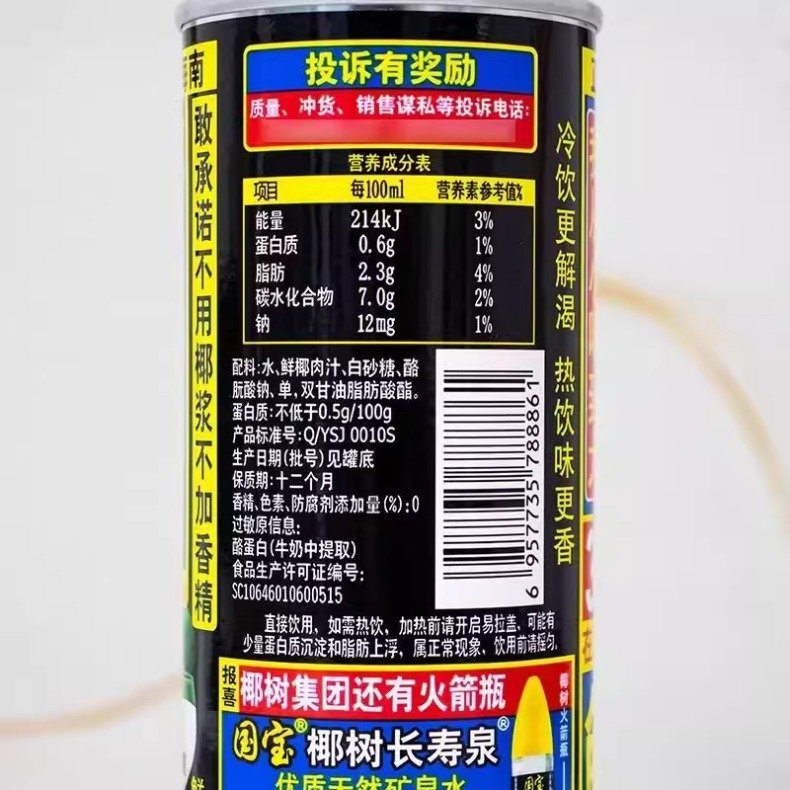 南
敢承诺不用椰浆不加香精
投诉有奖励
质量、冲货、销售谋私等投诉电话:
营养成分表
项目 每100ml 营养素参考值%
能量 214kJ 3%
蛋白质 0.6g 1%
脂肪 2.3g 4%
碳水化合物 7.0g 2%
钠 12mg 1%
配料:水、鲜椰肉汁、白砂糖、酪
朊酸钠、单,双甘油脂肪酸酯。
蛋白质:不低于0.5g/100g
产品标准号:Q/YSJ 0010S
生产日期(批号)见罐底
保质期:十二个月
香精、色素、防腐剂添加量(%):0
过敏原信息:
酪蛋白(牛奶中提取)
食品生产许可证编号:
SC10646010600515
6 957735 788861
冷饮更解渴 热饮味更香
直接饮用,如需热饮,加热前请开启易拉盖,可能有
少量蛋白质沉淀和脂肪上浮,属正常现象,饮用前请摇匀。
报喜
椰树集团还有火箭瓶
国宝® 椰树长寿泉®
优质天然矿泉水
椰树火箭瓶
国宝
鲜